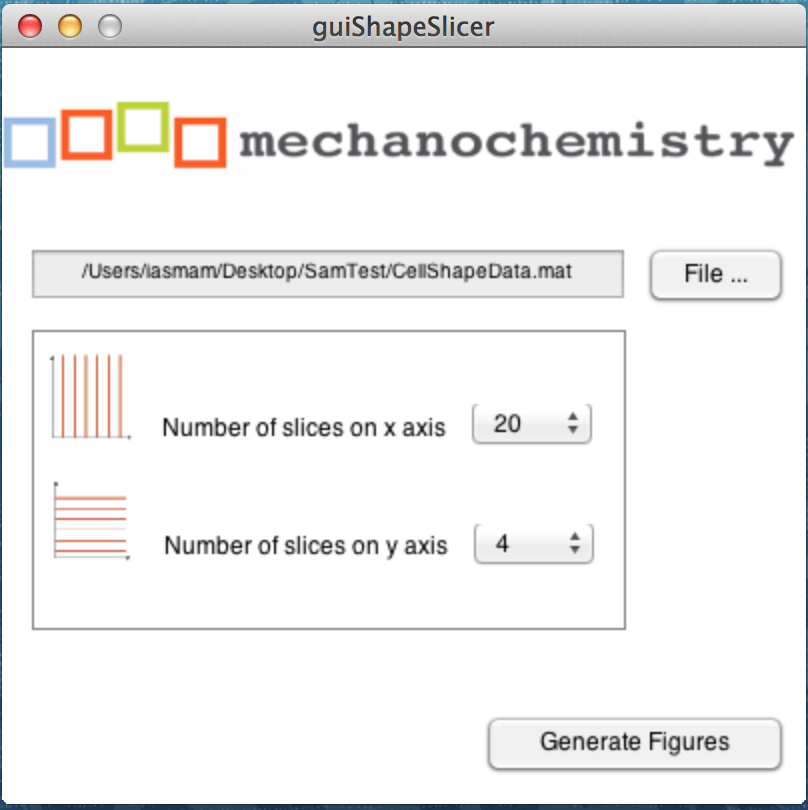 guiShapeSlicer
mechanochemistry
/Users/iasmam/Desktop/SamTest/CellShapeData.mat
File ...
Number of slices on x axis
20
Number of slices on y axis
4
Generate Figures